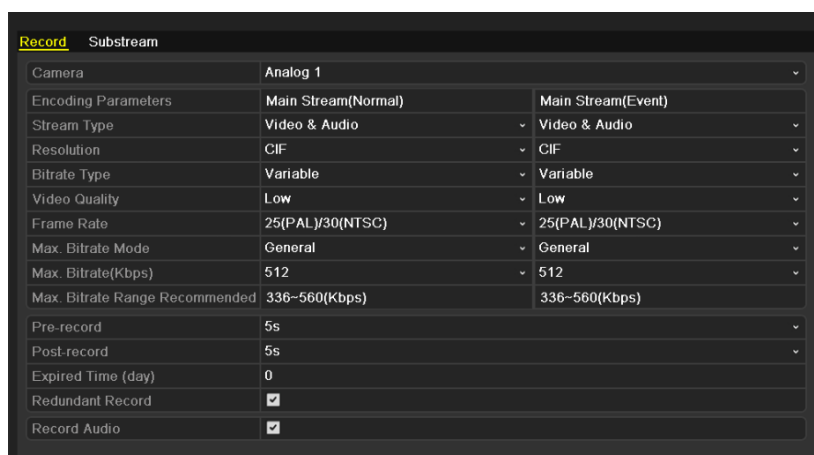 Record Substream
Camera Analog 1
Encoding Parameters Main Stream(Normal) Main Stream(Event)
Stream Type Video & Audio Video & Audio
Resolution CIF CIF
Bitrate Type Variable Variable
Video Quality Low Low
Frame Rate 25(PAL)/30(NTSC) 25(PAL)/30(NTSC)
Max. Bitrate Mode General General
Max. Bitrate(Kbps) 512 512
Max. Bitrate Range Recommended 336~560(Kbps) 336~560(Kbps)
Pre-record 5s
Post-record 5s
Expired Time (day) 0
Redundant Record
Record Audio